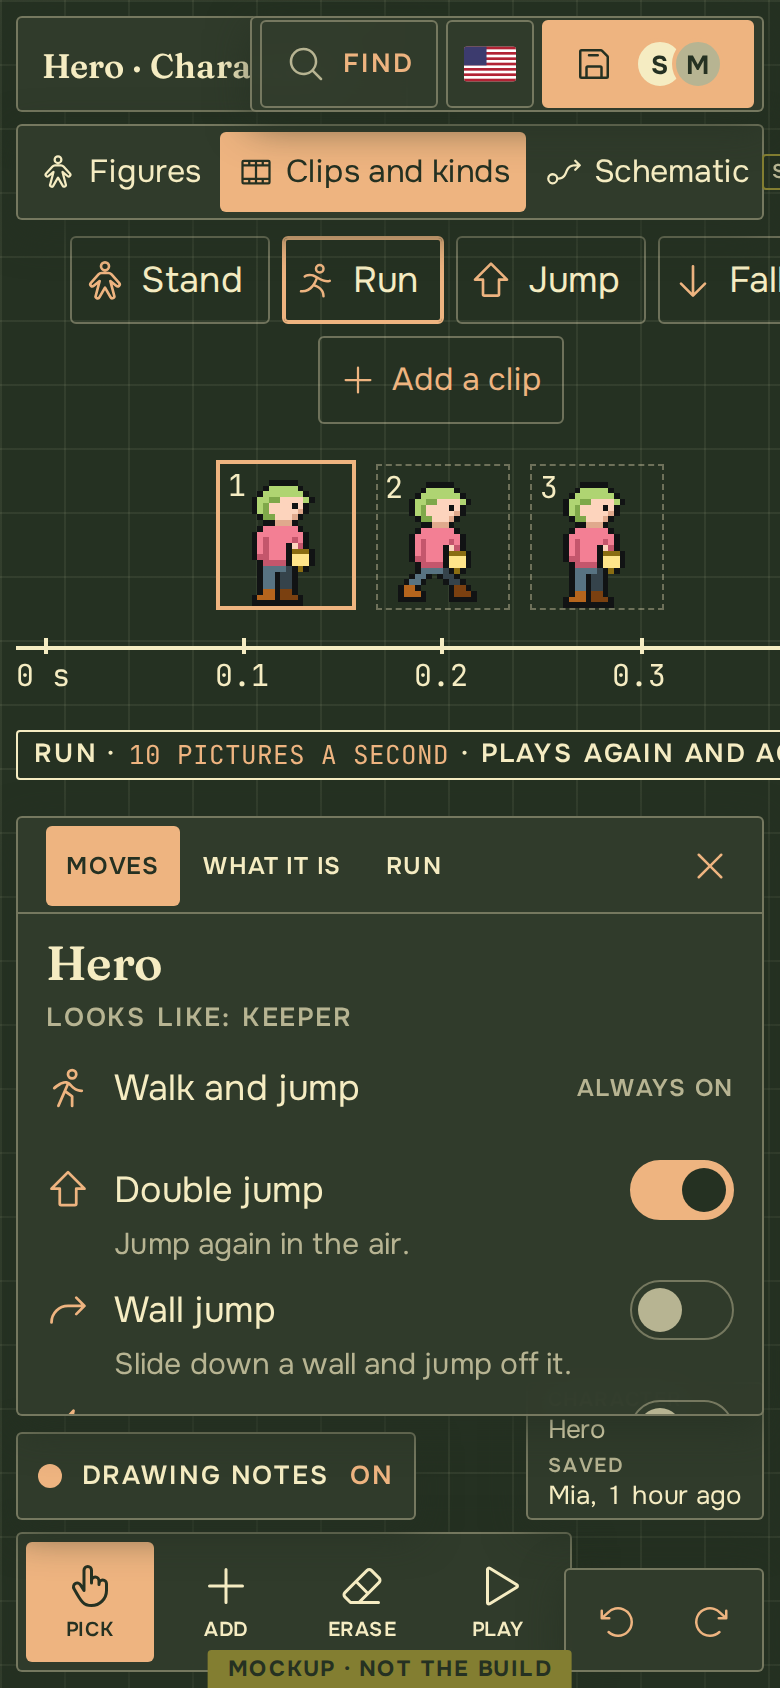 Hero · Chara
FIND
S M
Figures
Clips and kinds
Schematic
Stand
Run
Jump
Fall
Add a clip
1
2
3
0 s
0.1
0.2
0.3
RUN · 10 PICTURES A SECOND · PLAYS AGAIN AND
MOVES
WHAT IT IS
RUN
Hero
LOOKS LIKE: KEEPER
Walk and jump
ALWAYS ON
Double jump
Jump again in the air.
Wall jump
Slide down a wall and jump off it.
Hero
SAVED
Mia, 1 hour ago
DRAWING NOTES ON
PICK
ADD
ERASE
PLAY
MOCKUP · NOT THE BUILD